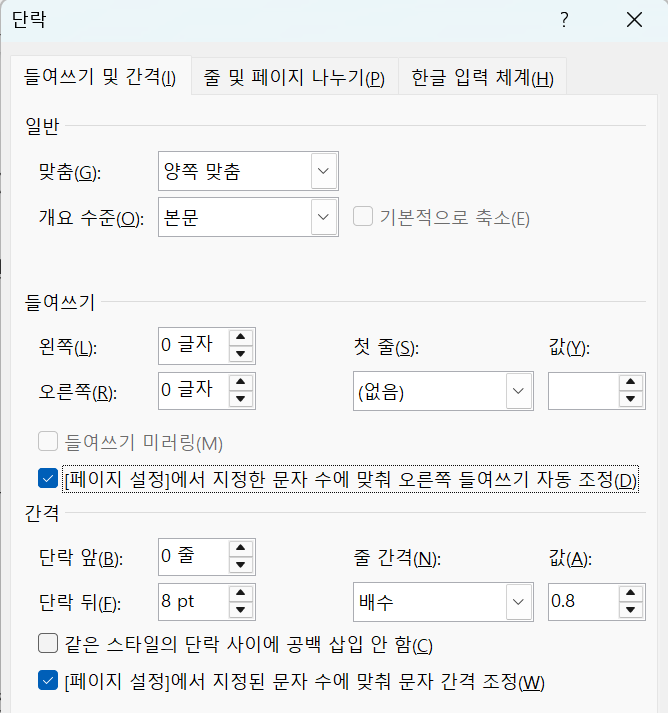 단락 ?
들여쓰기 및 간격(I) 줄 및 페이지 나누기(P) 한글 입력 체계(H)
일반
맞춤(G): 양쪽 맞춤
개요 수준(O): 본문 기본적으로 축소(E)
들여쓰기
왼쪽(L): 0 글자 첫 줄(S): 값(Y):
오른쪽(R): 0 글자 (없음)
들여쓰기 미러링(M)
[페이지 설정]에서 지정한 문자 수에 맞춰 오른쪽 들여쓰기 자동 조정(D)
간격
단락 앞(B): 0 줄 줄 간격(N): 값(A):
단락 뒤(F): 8 pt 배수 0.8
같은 스타일의 단락 사이에 공백 삽입 안 함(C)
[페이지 설정]에서 지정된 문자 수에 맞춰 문자 간격 조정(W)